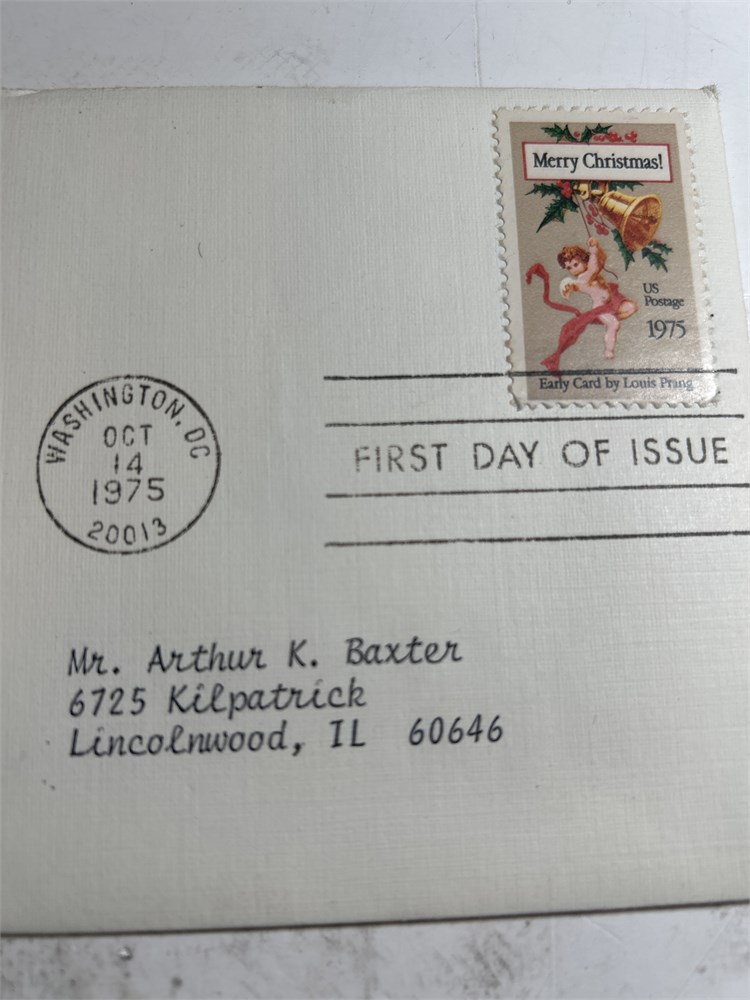 Merry Christmas!
US
Postage
1975
Early Card by Louis Prang
WASHINGTON, DC
OCT
14
1975
20013
FIRST DAY OF ISSUE
Mr. Arthur K. Baxter
6725 Kilpatrick
Lincolnwood, IL 60646